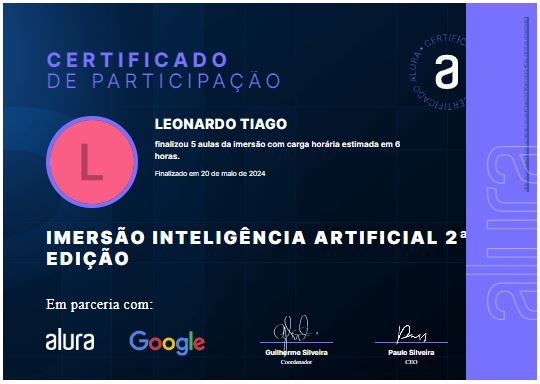 CERTIFICADO
DE PARTICIPAÇÃO
CERTIFICADO ALURA
a
L
LEONARDO TIAGO
finalizou 5 aulas da imersão com carga horária estimada em 6
horas.
Finalizado em 20 de maio de 2024
IMERSÃO INTELIGÊNCIA ARTIFICIAL 2ª
EDIÇÃO
Em parceria com:
alura
Google
Guilherme Silveira
Coordenador
Paulo Silveira
CEO
alura